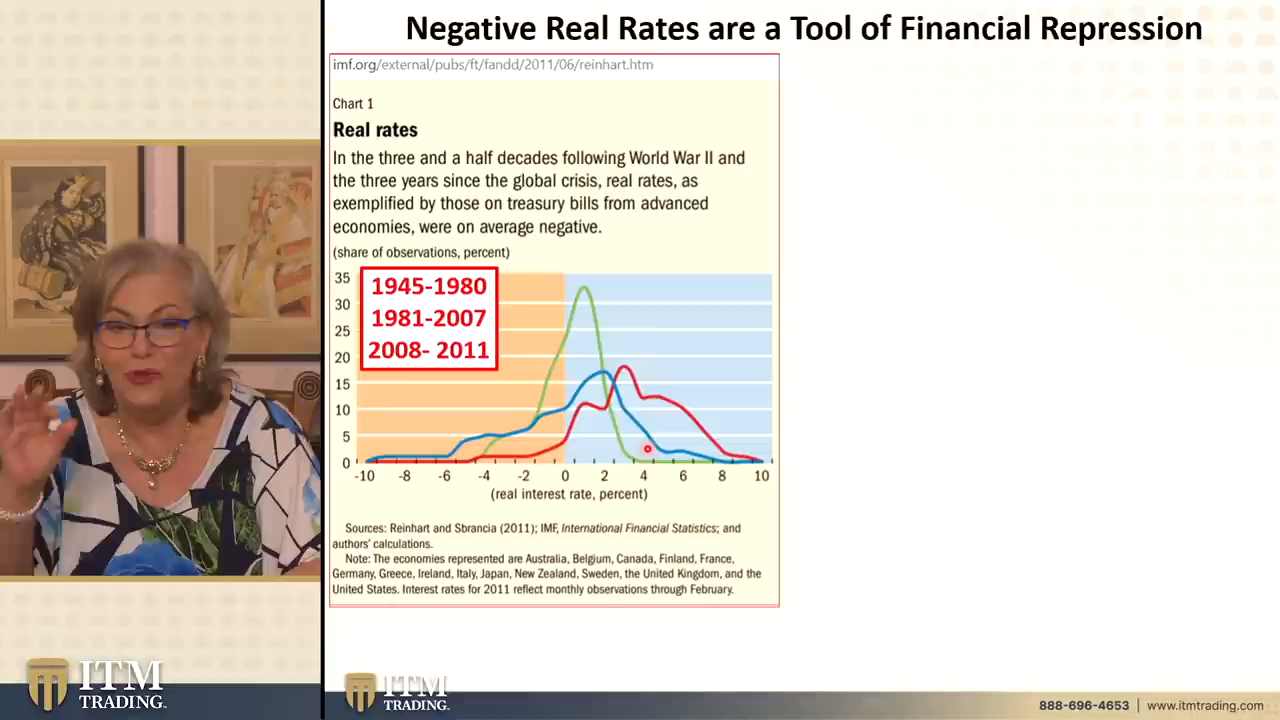 Negative Real Rates are a Tool of Financial Repression
imf.org/external/pubs/ft/fandd/2011/06/reinhart.htm
Chart 1
Real rates
In the three and a half decades following World War II and
the three years since the global crisis, real rates, as
exemplified by those on treasury bills from advanced
economies, were on average negative.
(share of observations, percent)
35
30
25
20
15
10
5
0
1945-1980
1981-2007
2008- 2011
-10 -8 -6 -4 -2 0 2 4 6 8 10
(real interest rate, percent)
Sources: Reinhart and Sbrancia (2011); IMF, International Financial Statistics; and
authors' calculations.
Note: The economies represented are Australia, Belgium, Canada, Finland, France,
Germany, Greece, Ireland, Italy, Japan, New Zealand, Sweden, the United Kingdom, and the
United States. Interest rates for 2011 reflect monthly observations through February.
ITM
TRADING.
ITM
TRADING.
888-696-4653 | www.itmtrading.com